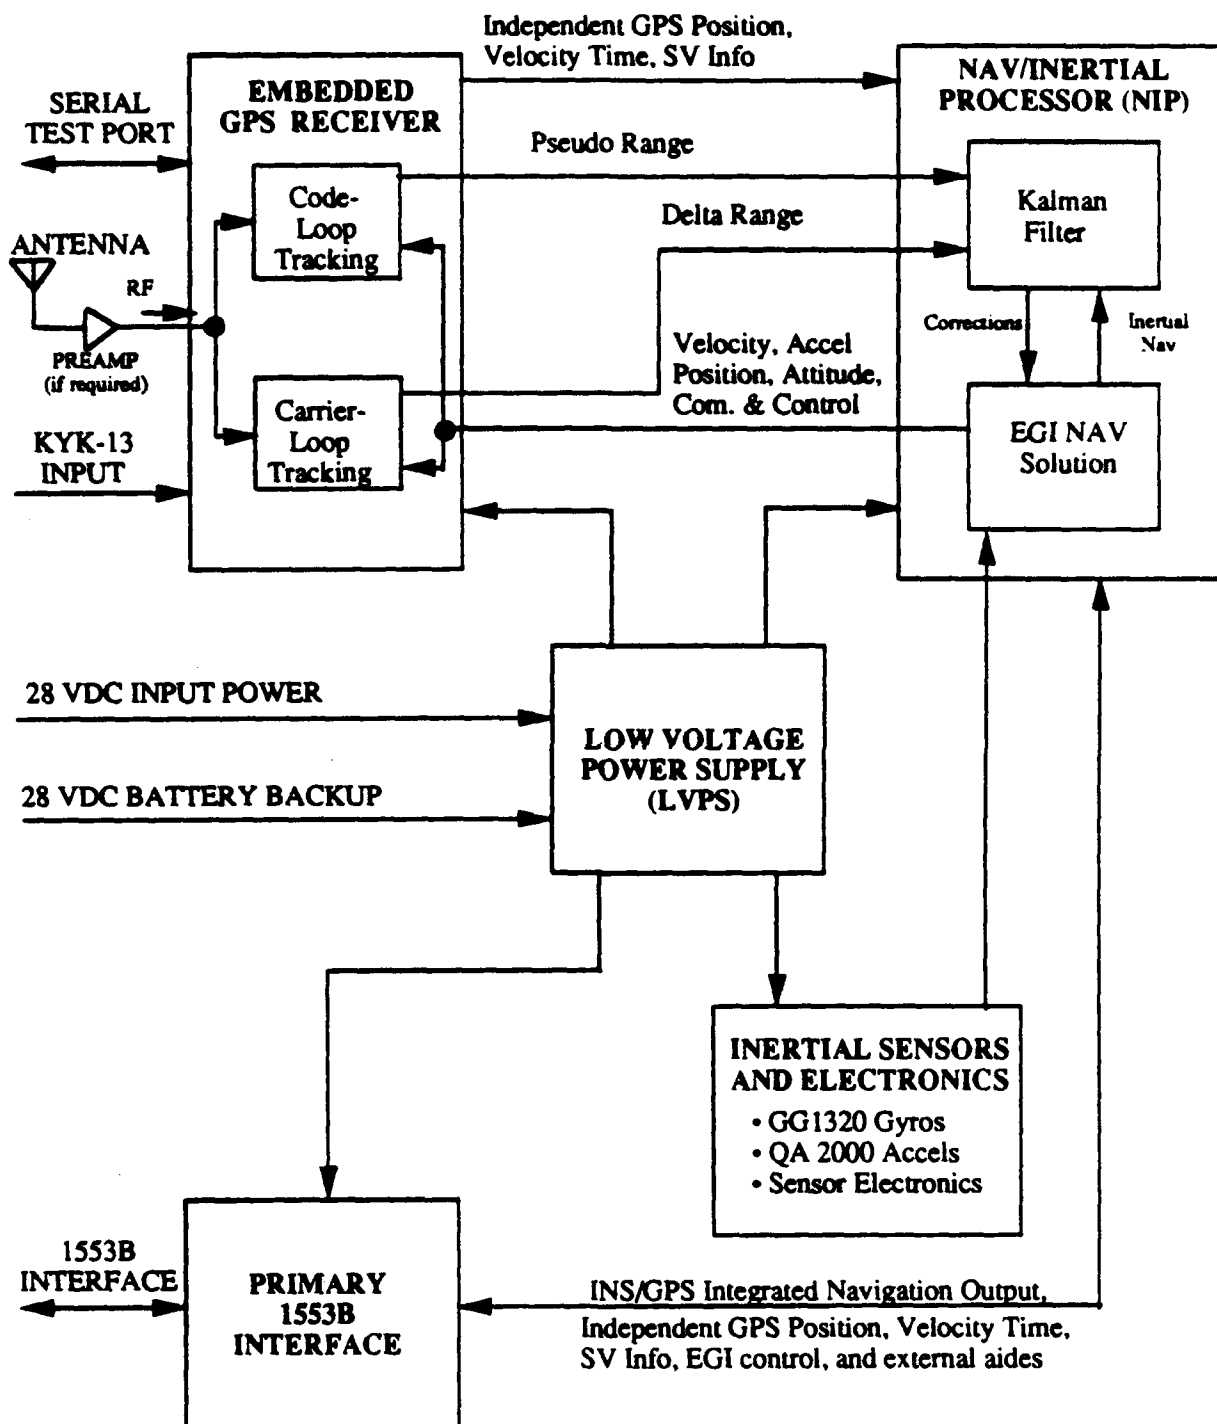 Independent GPS Position,
Velocity Time, SV Info
EMBEDDED
GPS RECEIVER
NAV/INERTIAL
PROCESSOR (NIP)
SERIAL
TEST PORT
Pseudo Range
Code-
Loop
Tracking
Kalman
Filter
Delta Range
ANTENNA
RF
PREAMP
(if required)
Corrections
Inertial
Nav
Velocity, Accel
Position, Attitude,
Com. & Control
Carrier-
Loop
Tracking
EGI NAV
Solution
KYK-13
INPUT
28 VDC INPUT POWER
LOW VOLTAGE
POWER SUPPLY
(LVPS)
28 VDC BATTERY BACKUP
INERTIAL SENSORS
AND ELECTRONICS
• GG1320 Gyros
• QA 2000 Accels
• Sensor Electronics
1553B
INTERFACE
PRIMARY
1553B
INTERFACE
INS/GPS Integrated Navigation Output,
Independent GPS Position, Velocity Time,
SV Info, EGI control, and external aides